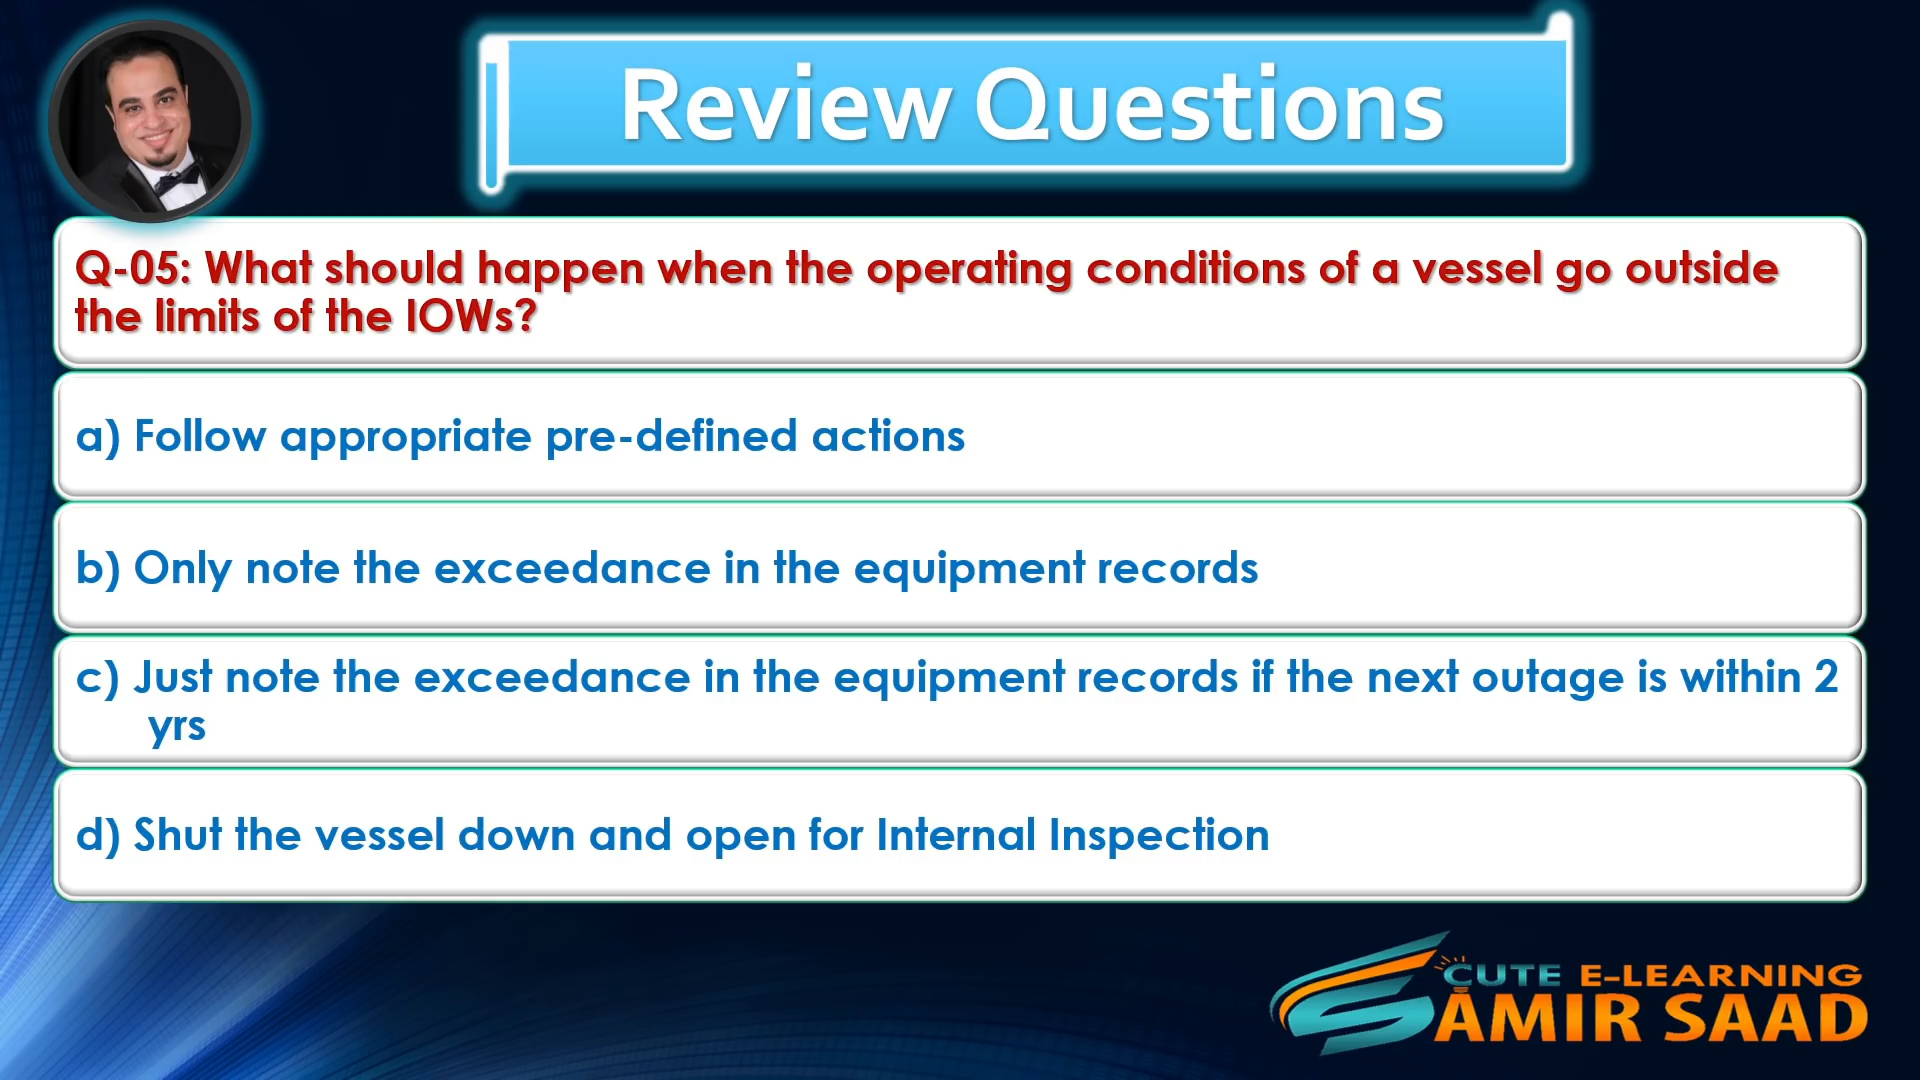 Review Questions
Q-05: What should happen when the operating conditions of a vessel go outside
the limits of the IOWs?
a) Follow appropriate pre-defined actions
b) Only note the exceedance in the equipment records
c) Just note the exceedance in the equipment records if the next outage is within 2
yrs
d) Shut the vessel down and open for Internal Inspection
CUTE E-LEARNING
AMIR SAAD